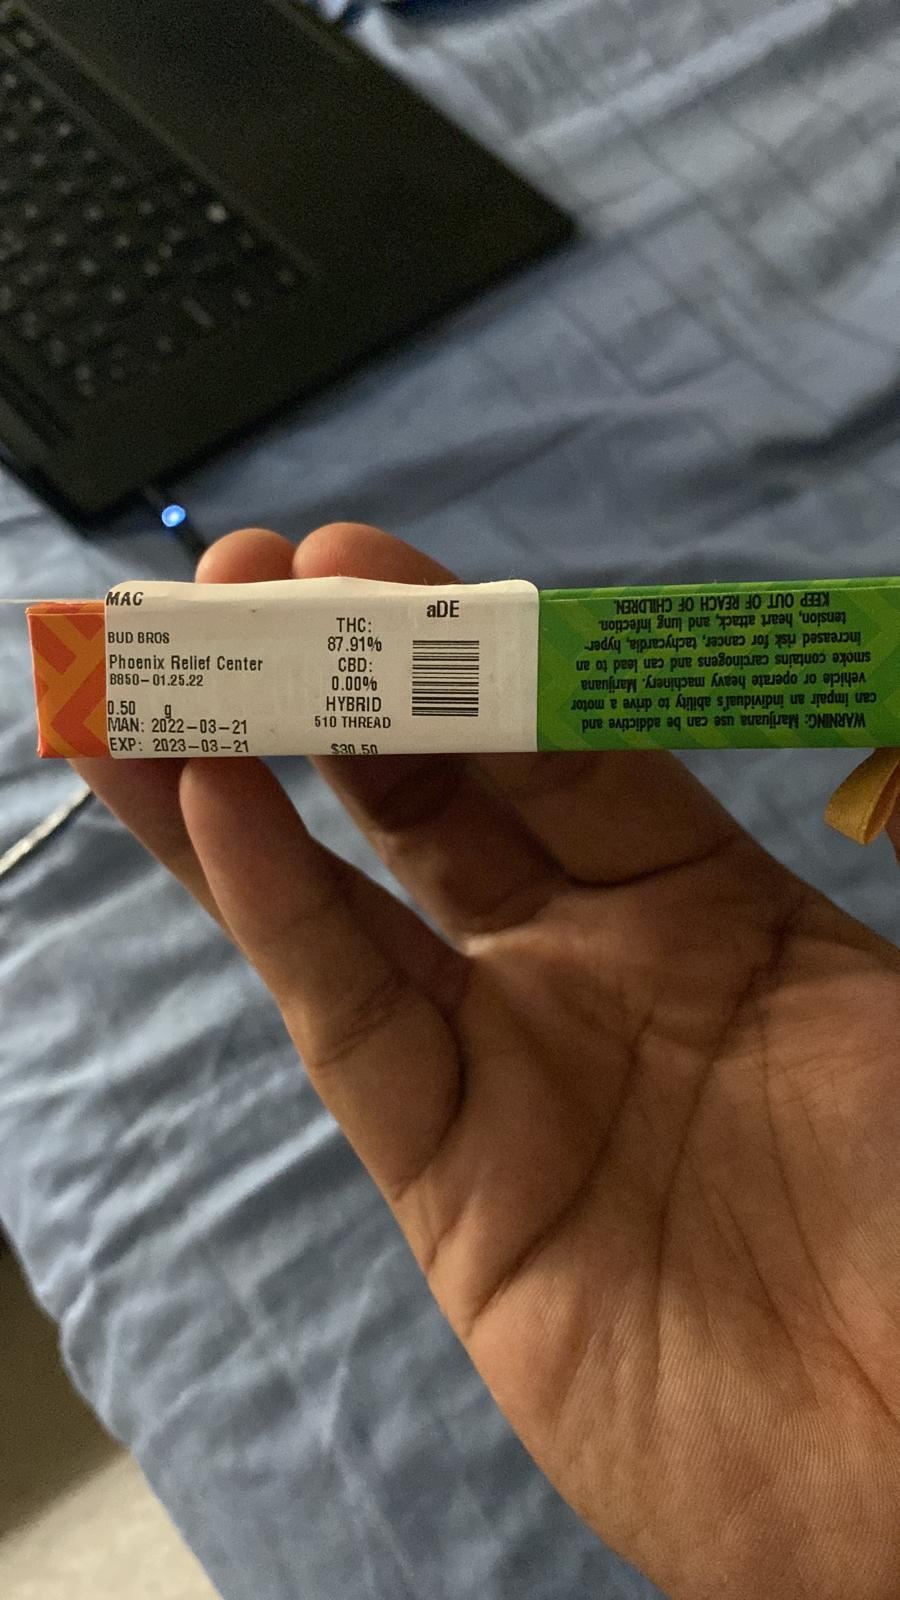 MAC
BUD BROS
Phoenix Relief Center
B850-01.25.22
0.50 g
MAN: 2022-03-21
EXP: 2023-03-21
THC:
87.91%
CBD:
0.00%
HYBRID
510 THREAD
$30.50
aDE
WARNING: Marijuana use can be addictive and
can impair an individual's ability to drive a motor
vehicle or operate heavy machinery. Marijuana
smoke contains carcinogens and can lead to an
increased risk for cancer, tachycardia, hyper-
tension, heart attack, and lung infection.
KEEP OUT OF REACH OF CHILDREN.